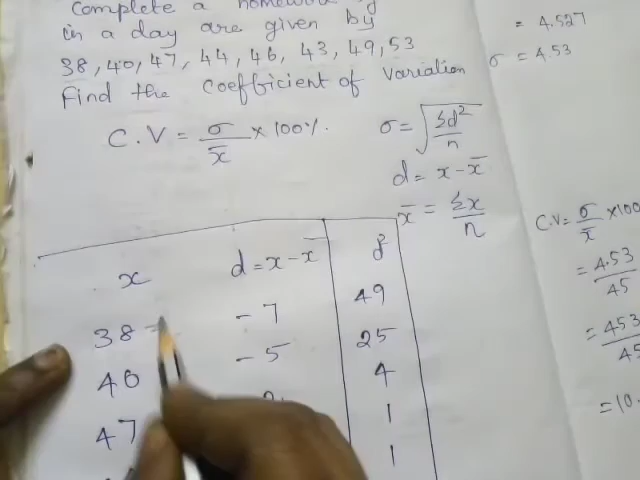 Complete a homework
in a day are given by
38, 40, 47, 44, 46, 43, 49, 53
Find the coefficient of variation
C.V = σ/x̄ × 100%.
σ = √(Σd²/n)
d = x - x̄
x̄ = Σx/n
x d = x - x̄
38 - 7 49
40 - 5 25
47 4
1
1
= 4.527
σ = 4.53
C.V = σ/x̄ × 100
= 4.53/45
= 453/45
= 10.